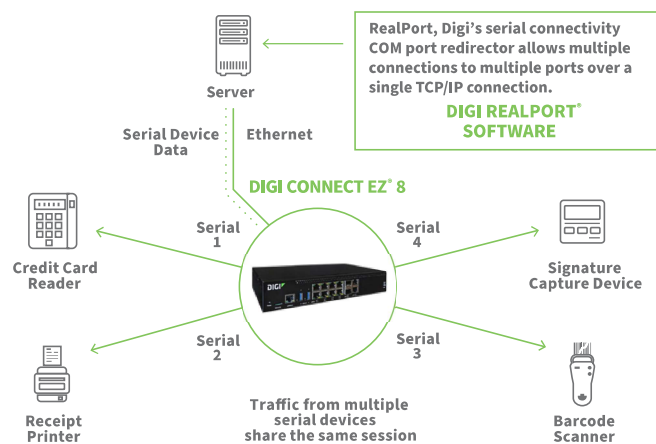 RealPort, Digi's serial connectivity
COM port redirector allows multiple
connections to multiple ports over a
single TCP/IP connection.
DIGI REALPORT®
SOFTWARE
Server
Serial Device
Data
Ethernet
DIGI CONNECT EZ® 8
Serial
1
Serial
4
Credit Card
Reader
Signature
Capture Device
DIGI
Serial
2
Serial
3
Receipt
Printer
Traffic from multiple
serial devices
share the same session
Barcode
Scanner